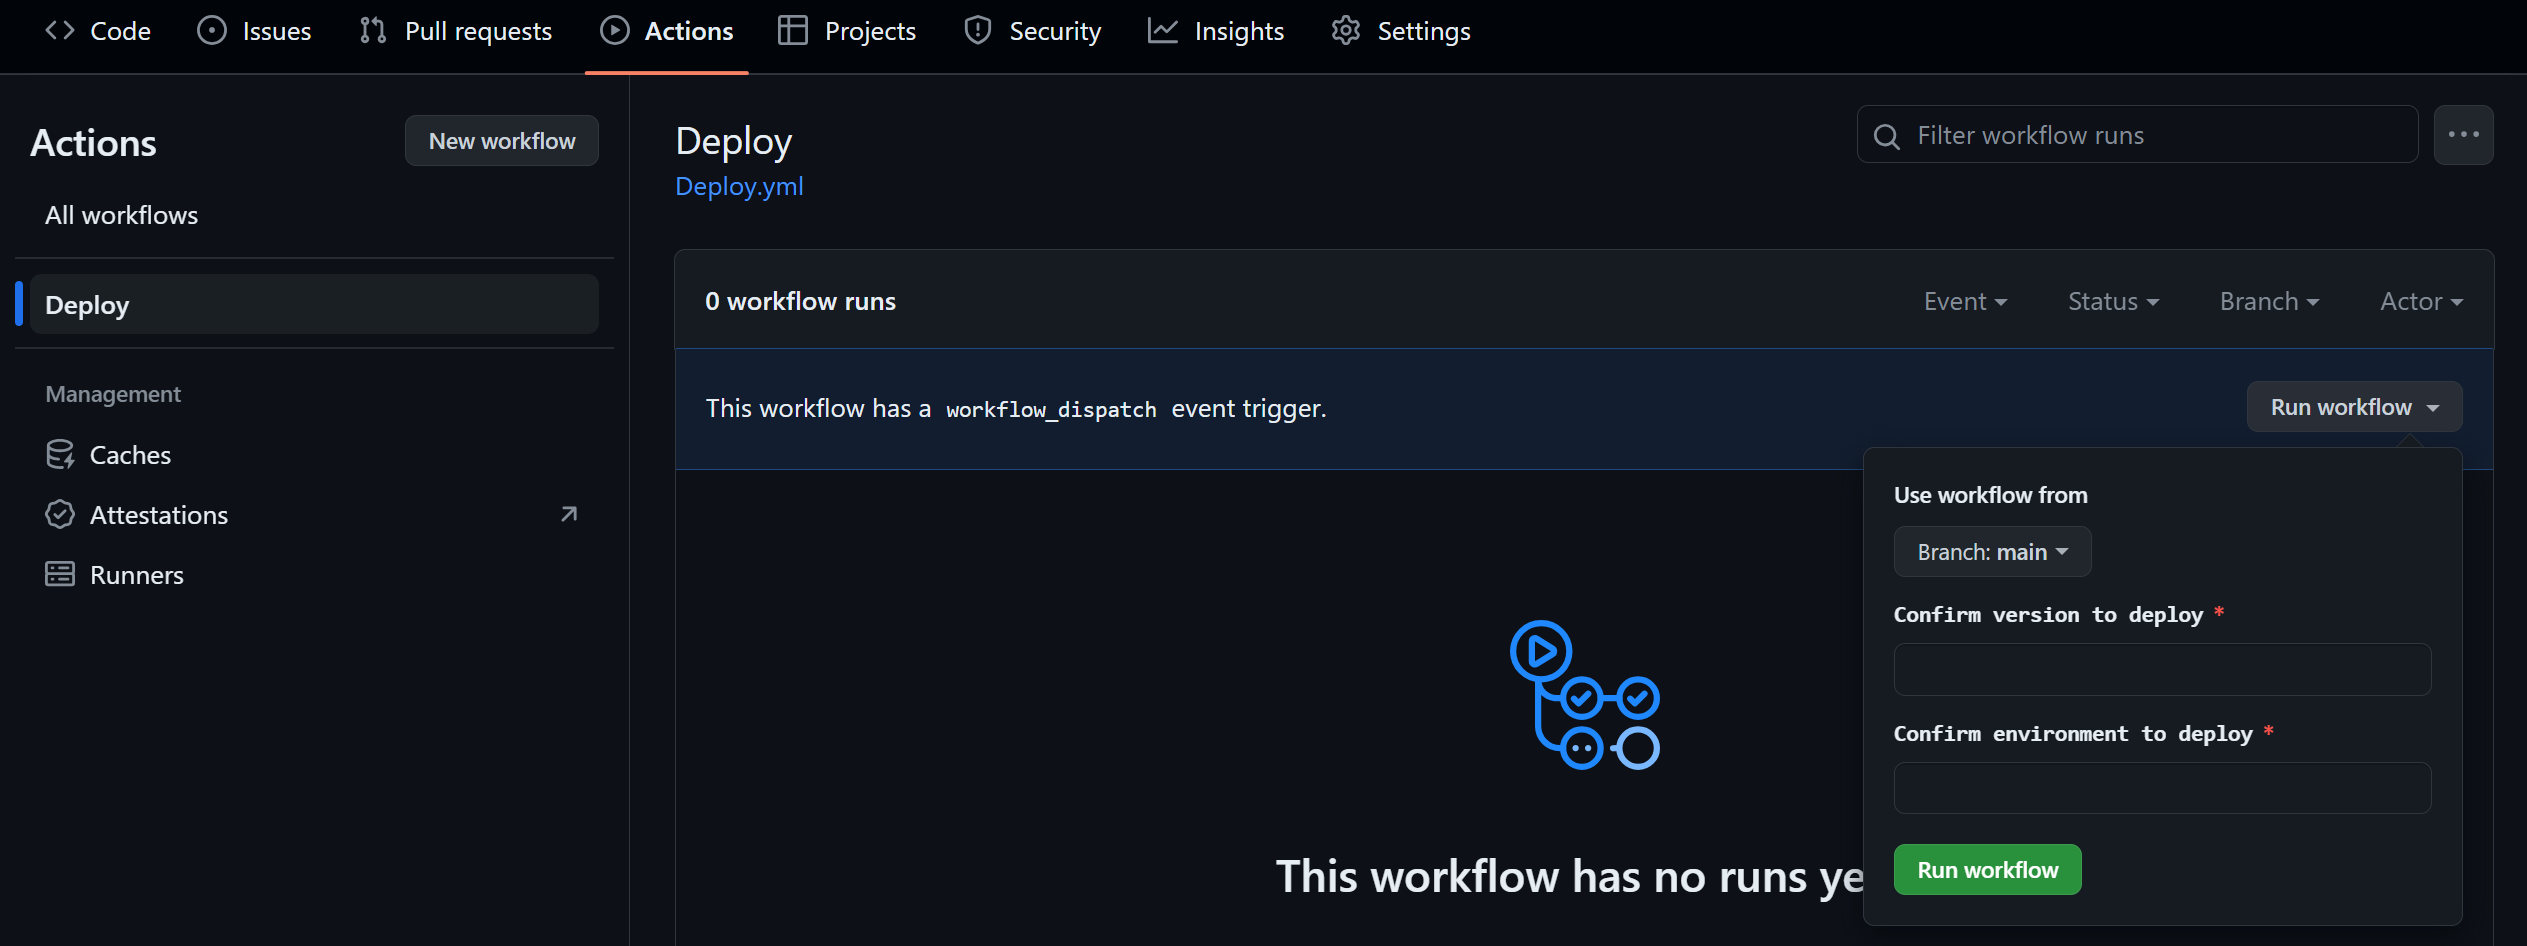 Code Issues Pull requests Actions Projects Security Insights Settings
Actions
New workflow
All workflows
Deploy
Management
Caches
Attestations
Runners
Deploy
Deploy.yml
Filter workflow runs
0 workflow runs
Event Status Branch Actor
This workflow has a workflow_dispatch event trigger.
Run workflow
Use workflow from
Branch: main
Confirm version to deploy *
Confirm environment to deploy *
Run workflow
This workflow has no runs ye